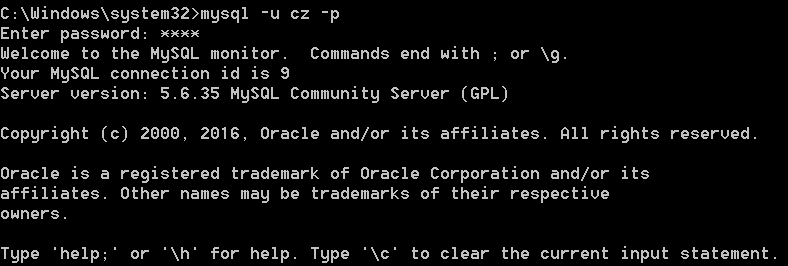 C:\Windows\system32>mysql -u cz -p
Enter password: ****
Welcome to the MySQL monitor.  Commands end with ; or \g.
Your MySQL connection id is 9
Server version: 5.6.35 MySQL Community Server (GPL)
Copyright (c) 2000, 2016, Oracle and/or its affiliates. All rights reserved.
Oracle is a registered trademark of Oracle Corporation and/or its
affiliates. Other names may be trademarks of their respective
owners.
Type 'help;' or '\h' for help. Type '\c' to clear the current input statement.